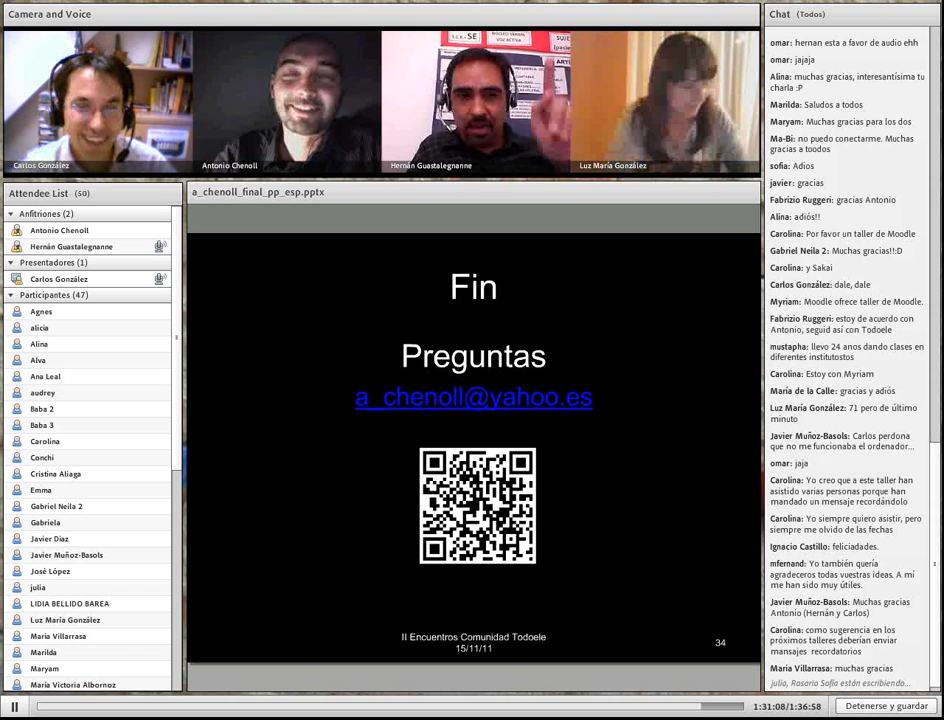 Camera and Voice
Carlos González
Antonio Chenoll
Hernán Guastalegnanne
Luz María González
Attendee List (50)
Anfitriones (2)
Antonio Chenoll
Hernán Guastalegnanne
Presentadores (1)
Carlos González
Participantes (47)
Agnes
alicia
Alina
Alva
Ana Leal
audrey
Baba 2
Baba 3
Carolina
Conchi
Cristina Aliaga
Emma
Gabriel Neila 2
Gabriela
Javier Diaz
Javier Muñoz-Basols
José López
julia
LIDIA BELLIDO BAREA
Luz María González
Maria Villarrasa
Marilda
Maryam
María Victoria Albornoz
a_chenoll_final_pp_esp.pptx
Fin
Preguntas
a_chenoll@yahoo.es
II Encuentros Comunidad Todoele
15/11/11
34
Chat (Todos)
omar: hernan esta a favor de audio ehh
omar: jajaja
Alina: muchas gracias, interesantísima tu
charla :P
Marilda: Saludos a todos
Maryam: Muchas gracias para los dos
Ma-Bi: no puedo conectarme. Muchas
gracias a toodos
sofia: Adios
javier: gracias
Fabrizio Ruggeri: gracias Antonio
Alina: adiós!!
Carolina: Por favor un taller de Moodle
Gabriel Neila 2: Muchas gracias!!:D
Carolina: y Sakai
Carlos González: dale, dale
Myriam: Moodle ofrece taller de Moodle.
Fabrizio Ruggeri: estoy de acuerdo con
Antonio, seguid así con Todoele
mustapha: llevo 24 anos dando clases en
diferentes institutostos
Carolina: Estoy con Myriam
María de la Calle: gracias y adiós
Luz María González: 71 pero de último
minuto
Javier Muñoz-Basols: Carlos perdona
que no me funcionaba el ordenador...
omar: jaja
Carolina: Yo creo que a este taller han
asistido varias personas porque han
mandado un mensaje recordándolo
Carolina: Yo siempre quiero asistir, pero
siempre me olvido de las fechas
Ignacio Castillo: feliciadades.
mfernand: Yo también quería
agradeceros todas vuestras ideas. A mí
me han sido muy útiles.
Javier Muñoz-Basols: Muchas gracias
Antonio (Hernán y Carlos)
Carolina: como sugerencia en los
próximos talleres deberían enviar
mensajes recordatorios
Maria Villarrasa: muchas gracias
julia, Rosario Sofía están escribiendo...
1:31:08/1:36:58
Detenerse y guardar